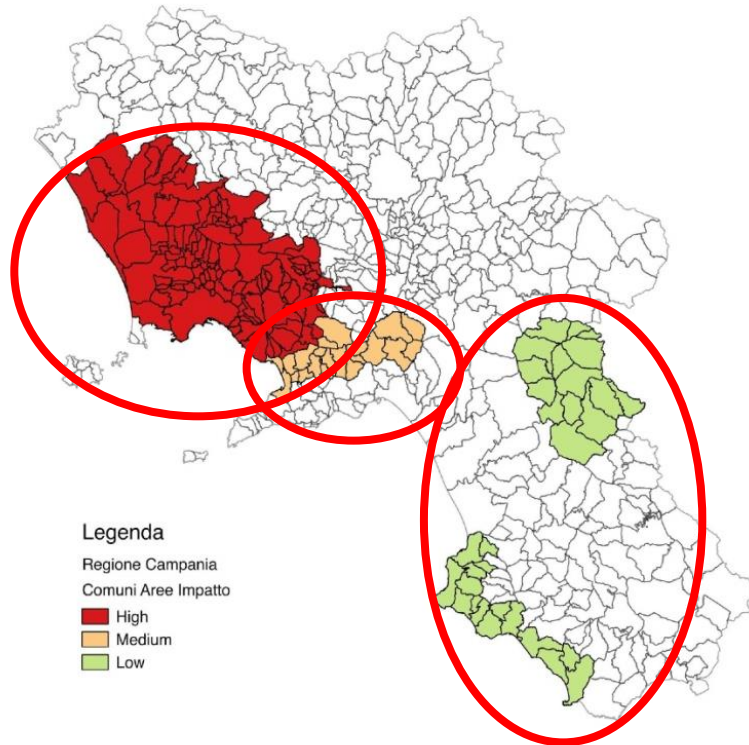 Legenda
Regione Campania
Comuni Aree Impatto
High
Medium
Low